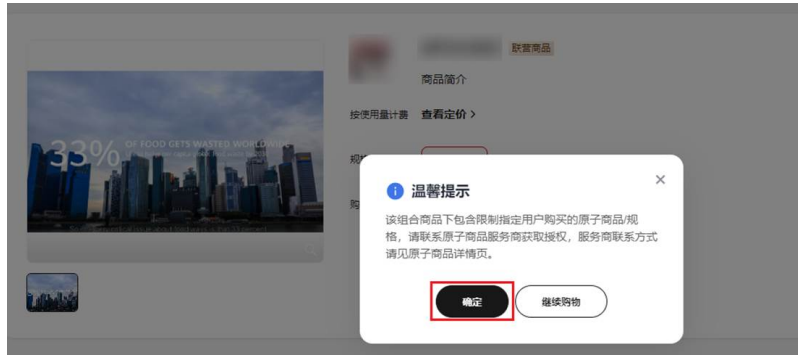 联营商品
商品简介
按使用量计费 查看定价 >
33% OF FOOD GETS WASTED WORLDWIDE
温馨提示
该组合商品下包含限制指定用户购买的原子商品/规
格，请联系原子商品服务商获取授权，服务商联系方式
请见原子商品详情页。
确定 继续购物